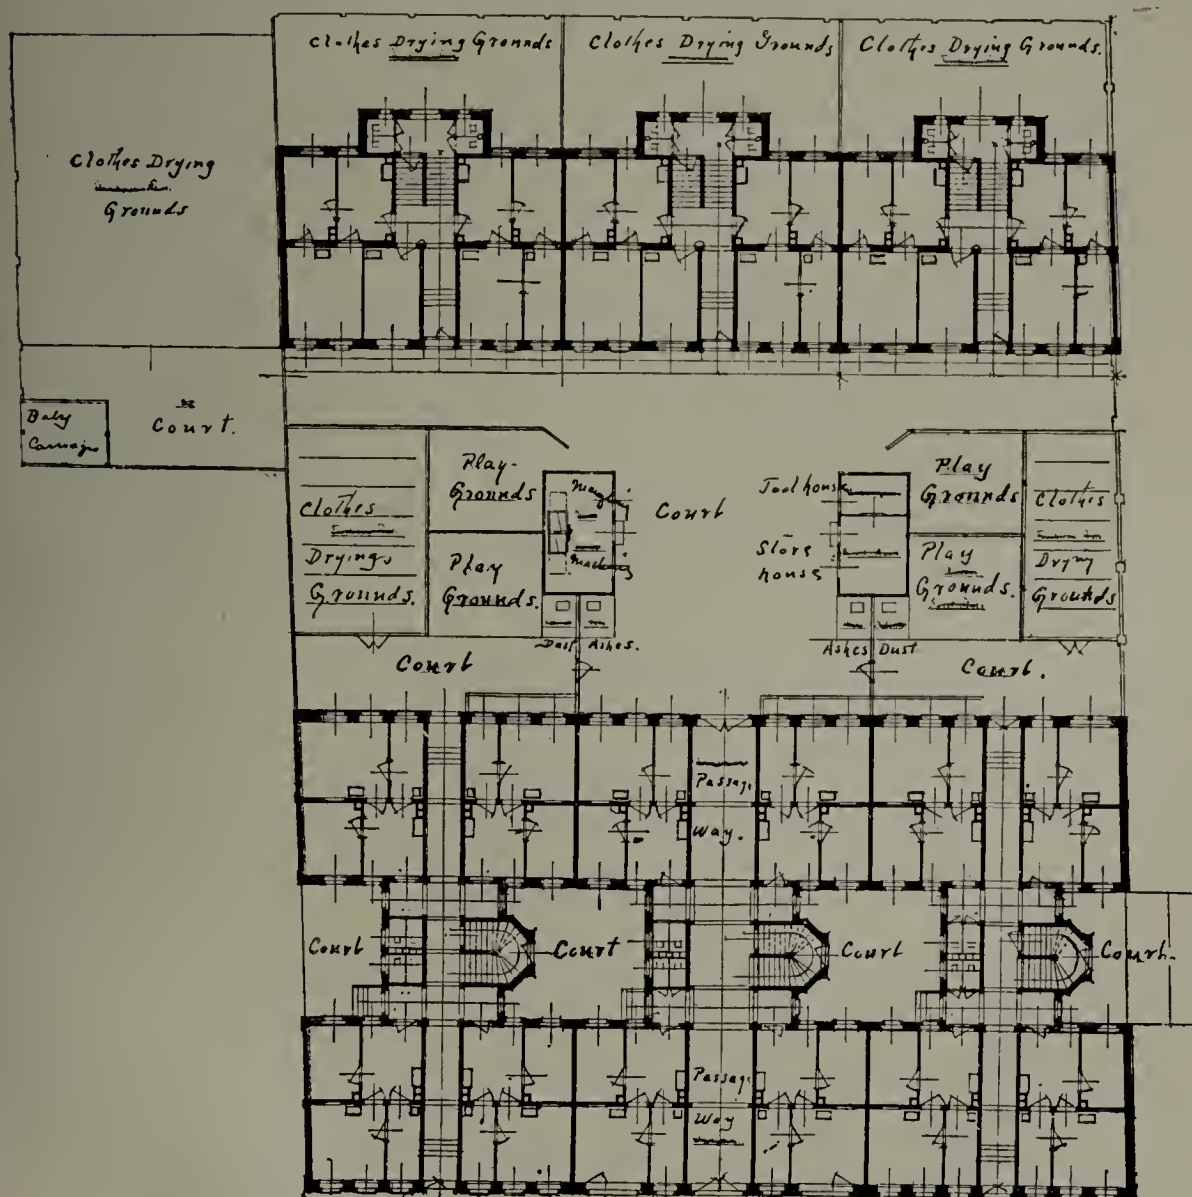 Clothes Drying Grounds
Clothes Drying Grounds
Clothes Drying Grounds.
Clothes Drying
Grounds
Baby
Carriage
Court.
Play-
Grounds
Clothes
Dryings
Grounds.
Play
Grounds.
Court
Tool house
Store
house
Play
Grounds
Play
Grounds.
Clothes
Drying
Grounds
Dust Ashes.
Ashes Dust
Court
Court.
Passage
Way.
Court
Court
Court
Court.
Passage
Way